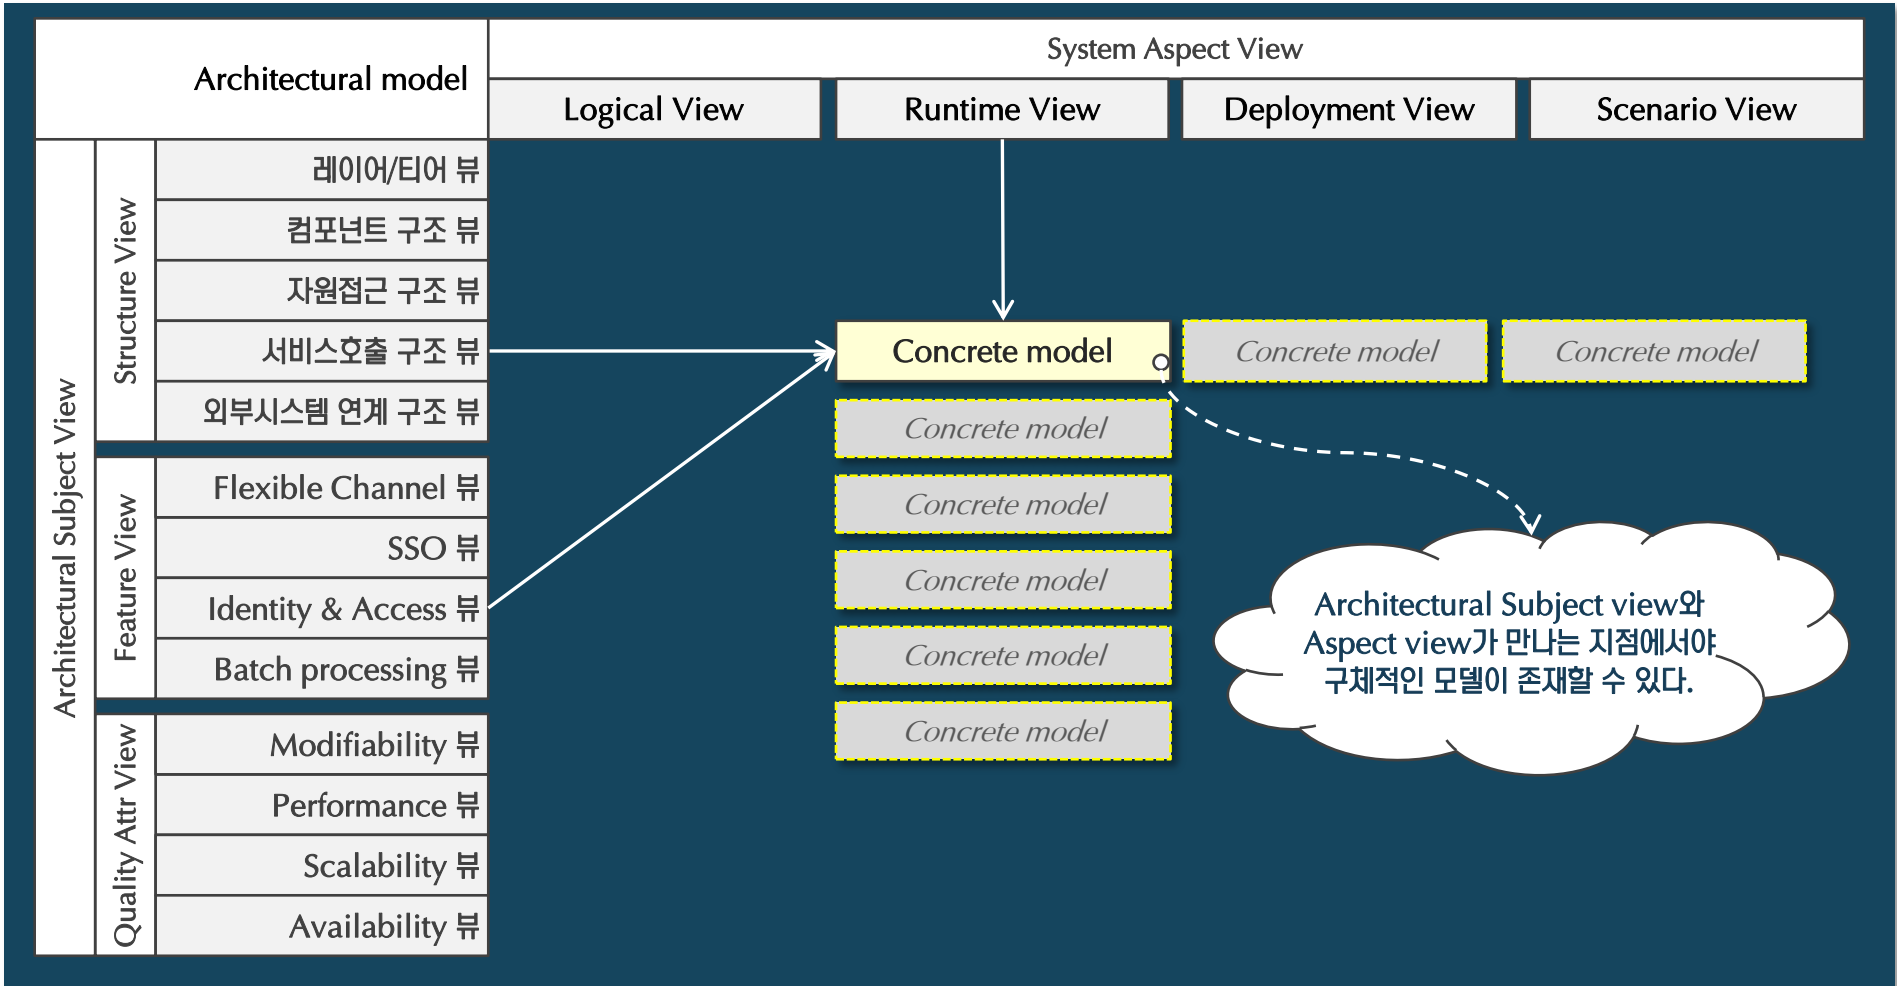 Architectural model
System Aspect View
Logical View
Runtime View
Deployment View
Scenario View
Architectural Subject View
Structure View
레이어/티어 뷰
컴포넌트 구조 뷰
자원접근 구조 뷰
서비스호출 구조 뷰
외부시스템 연계 구조 뷰
Feature View
Flexible Channel 뷰
SSO 뷰
Identity & Access 뷰
Batch processing 뷰
Quality Attr View
Modifiability 뷰
Performance 뷰
Scalability 뷰
Availability 뷰
Concrete model
Concrete model
Concrete model
Concrete model
Concrete model
Concrete model
Concrete model
Concrete model
Architectural Subject view와
Aspect view가 만나는 지점에서야
구체적인 모델이 존재할 수 있다.